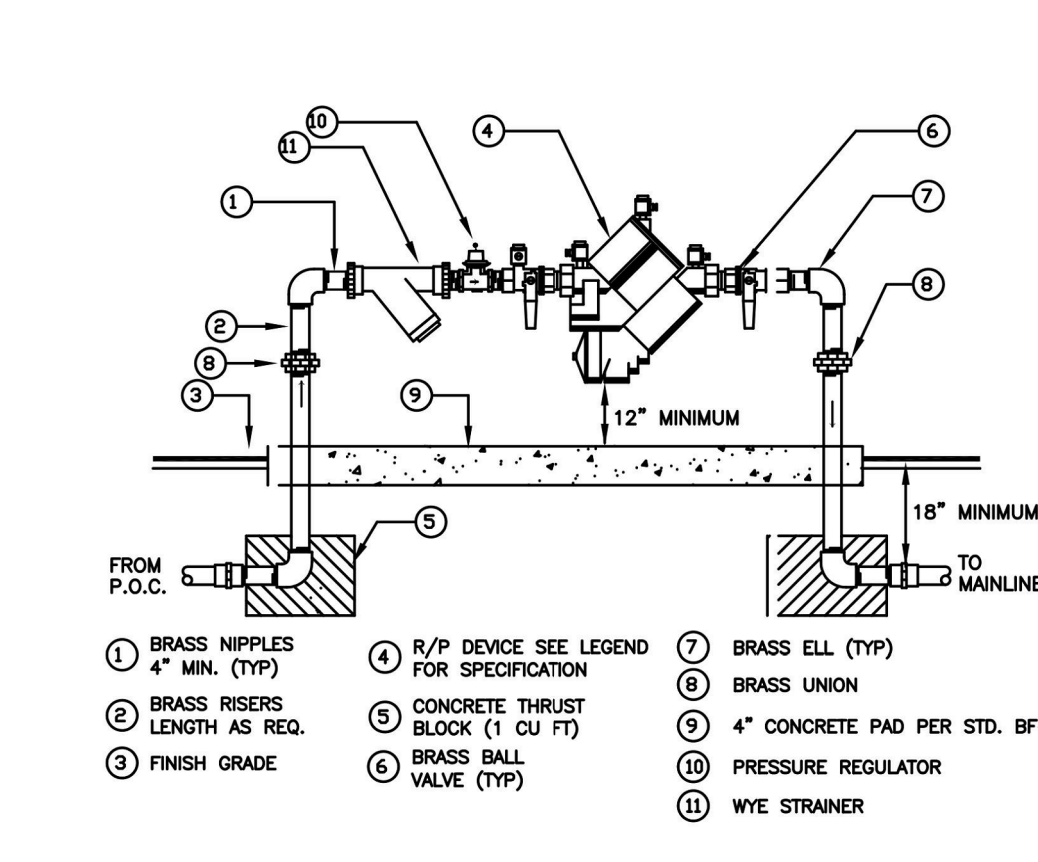 10
4
6
11
1
7
8
2
8
3
9
12” MINIMUM
5
18” MINIMUM
FROM
P.O.C.
TO
MAINLINE
1 BRASS NIPPLES
4” MIN. (TYP)
2 BRASS RISERS
LENGTH AS REQ.
3 FINISH GRADE
4 R/P DEVICE SEE LEGEND
FOR SPECIFICATION
5 CONCRETE THRUST
BLOCK (1 CU FT)
6 BRASS BALL
VALVE (TYP)
7 BRASS ELL (TYP)
8 BRASS UNION
9 4” CONCRETE PAD PER STD. BF
10 PRESSURE REGULATOR
11 WYE STRAINER